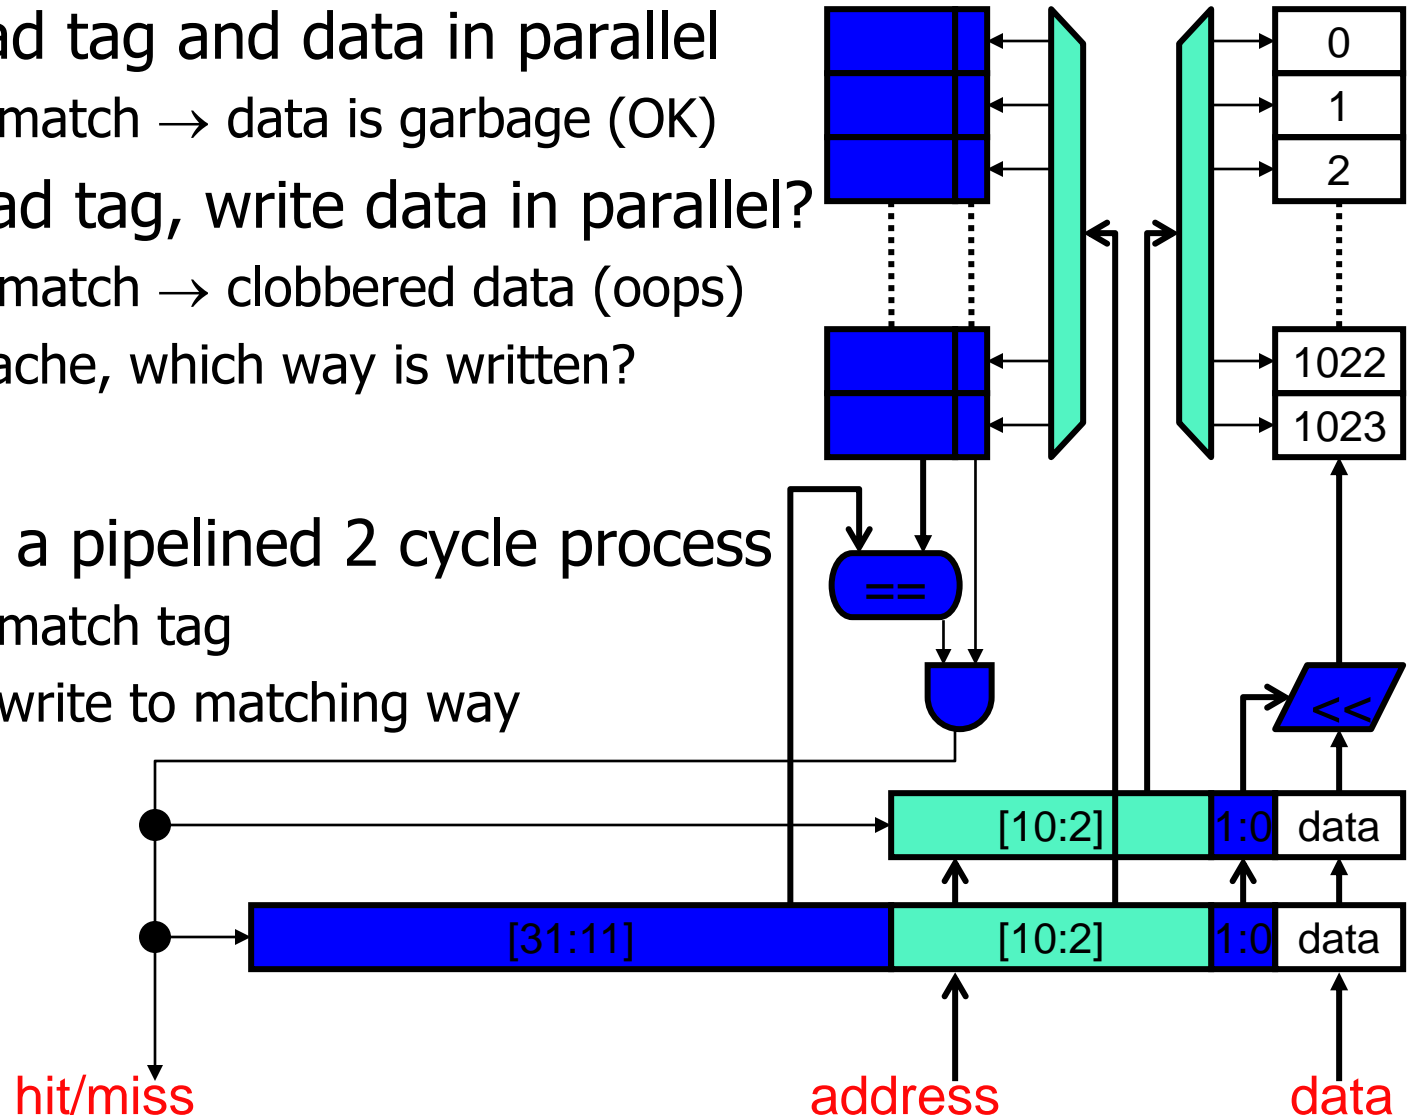 ad tag and data in parallel
match → data is garbage (OK)
ad tag, write data in parallel?
match → clobbered data (oops)
ache, which way is written?
a pipelined 2 cycle process
match tag
write to matching way
0
1
2
1022
1023
==
<<
[10:2] 1:0 data
[31:11] [10:2] 1:0 data
hit/miss address data